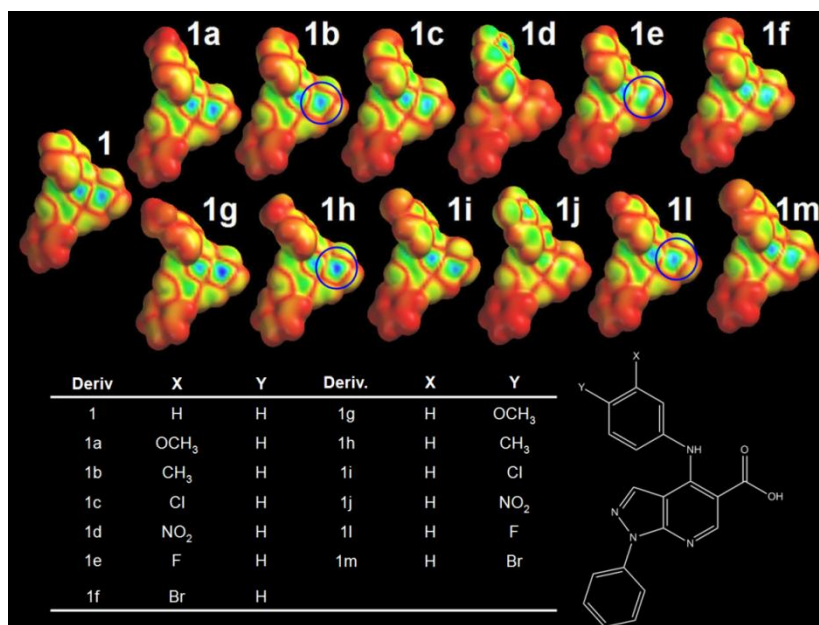 1a 1b 1c 1d 1e 1f
1
1g 1h 1i 1j 1l 1m
Deriv X Y Deriv. X Y
1 H H 1g H OCH₃
1a OCH₃ H 1h H CH₃
1b CH₃ H 1i H Cl
1c Cl H 1j H NO₂
1d NO₂ H 1l H F
1e F H 1m H Br
1f Br H
X
Y
NH
O
OH
N
N
N